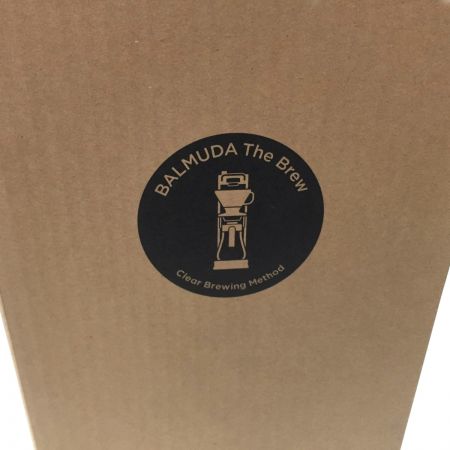 BALMUDA The Brew
Clear Brewing Method